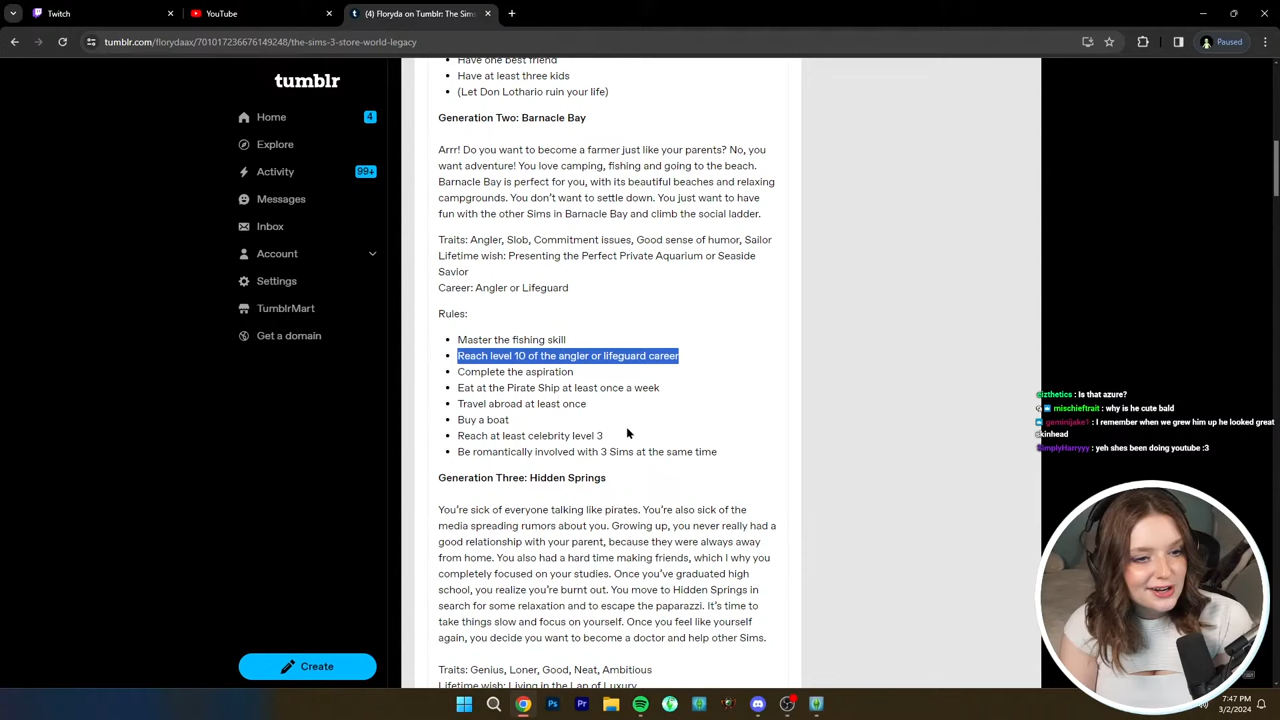 Twitch
YouTube
(4) Floryda on Tumblr: The Sims
tumblr.com/florydaax/701017236676149248/the-sims-3-store-world-legacy
Paused
tumblr
Home
4
Explore
Activity
99+
Messages
Inbox
Account
Settings
TumblrMart
Get a domain
Create
Have one best friend
Have at least three kids
(Let Don Lothario ruin your life)
Generation Two: Barnacle Bay
Arrr! Do you want to become a farmer just like your parents? No, you
want adventure! You love camping, fishing and going to the beach.
Barnacle Bay is perfect for you, with its beautiful beaches and relaxing
campgrounds. You don’t want to settle down. You just want to have
fun with the other Sims in Barnacle Bay and climb the social ladder.
Traits: Angler, Slob, Commitment issues, Good sense of humor, Sailor
Lifetime wish: Presenting the Perfect Private Aquarium or Seaside
Savior
Career: Angler or Lifeguard
Rules:
Master the fishing skill
Reach level 10 of the angler or lifeguard career
Complete the aspiration
Eat at the Pirate Ship at least once a week
Travel abroad at least once
Buy a boat
Reach at least celebrity level 3
Be romantically involved with 3 Sims at the same time
Generation Three: Hidden Springs
You’re sick of everyone talking like pirates. You’re also sick of the
media spreading rumors about you. Growing up, you never really had a
good relationship with your parent, because they were always away
from home. You also had a hard time making friends, which I why you
completely focused on your studies. Once you’ve graduated high
school, you realize you’re burnt out. You move to Hidden Springs in
search for some relaxation and to escape the paparazzi. It’s time to
take things slow and focus on yourself. Once you feel like yourself
again, you decide you want to become a doctor and help other Sims.
Traits: Genius, Loner, Good, Neat, Ambitious
Lifetime wish: Living in the Lap of Luxury
: Is that azure?
mischieftrait : why is he cute bald
: I remember when we grew him up he looked great
: yeh shes been doing youtube :3
7:47 PM
3/2/2024